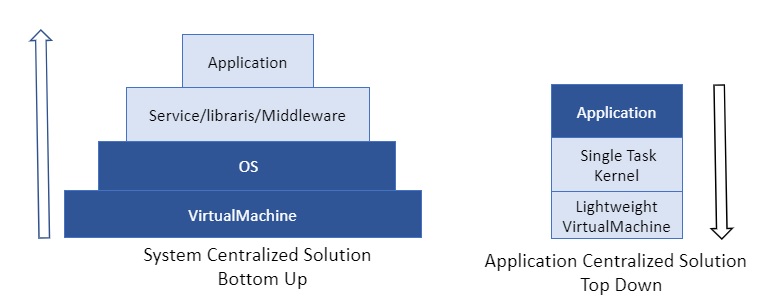 Application
Service/libraris/Middleware
OS
VirtualMachine
System Centralized Solution
Bottom Up
Application
Single Task
Kernel
Lightweight
VirtualMachine
Application Centralized Solution
Top Down